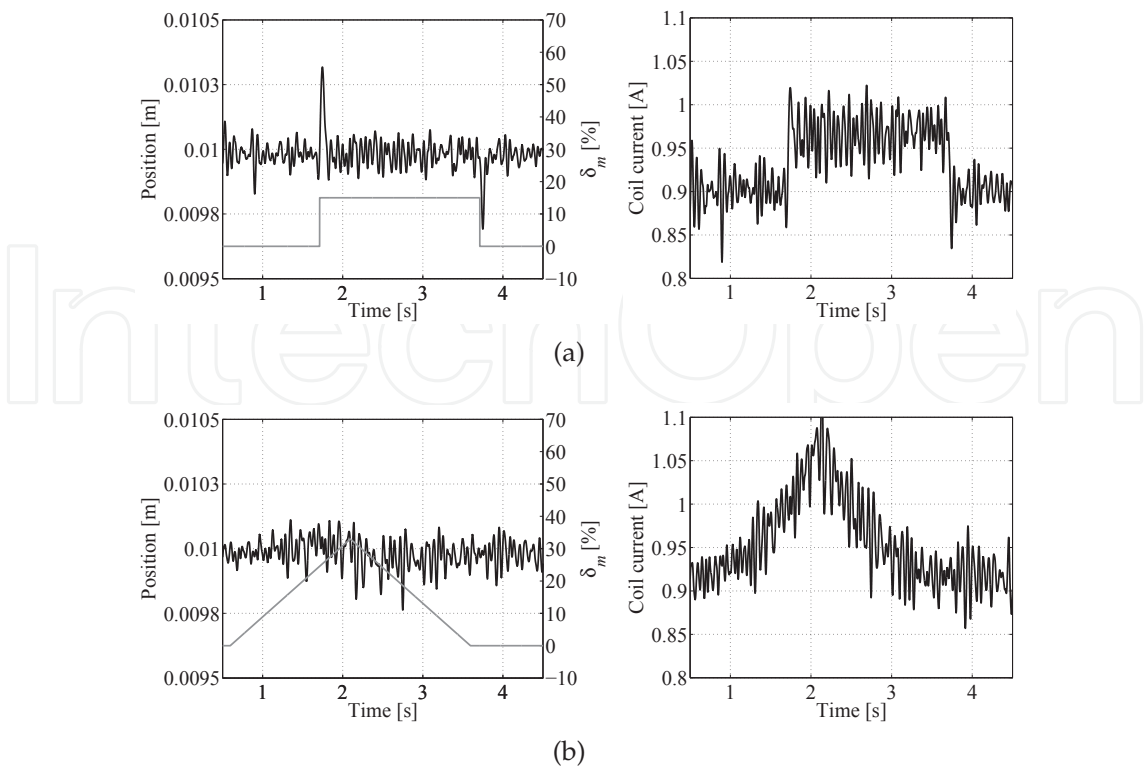 0.0105
0.0103
0.01
0.0098
0.0095
Position [m]
70
60
50
40
30
20
10
0
−10
δm [%]
1 2 3 4
Time [s]
1.1
1.05
1
0.95
0.9
0.85
0.8
Coil current [A]
1 2 3 4
Time [s]
(a)
IntechOpen
0.0105
0.0103
0.01
0.0098
0.0095
Position [m]
70
60
50
40
30
20
10
0
−10
δm [%]
1 2 3 4
Time [s]
1.1
1.05
1
0.95
0.9
0.85
0.8
Coil current [A]
1 2 3 4
Time [s]
(b)